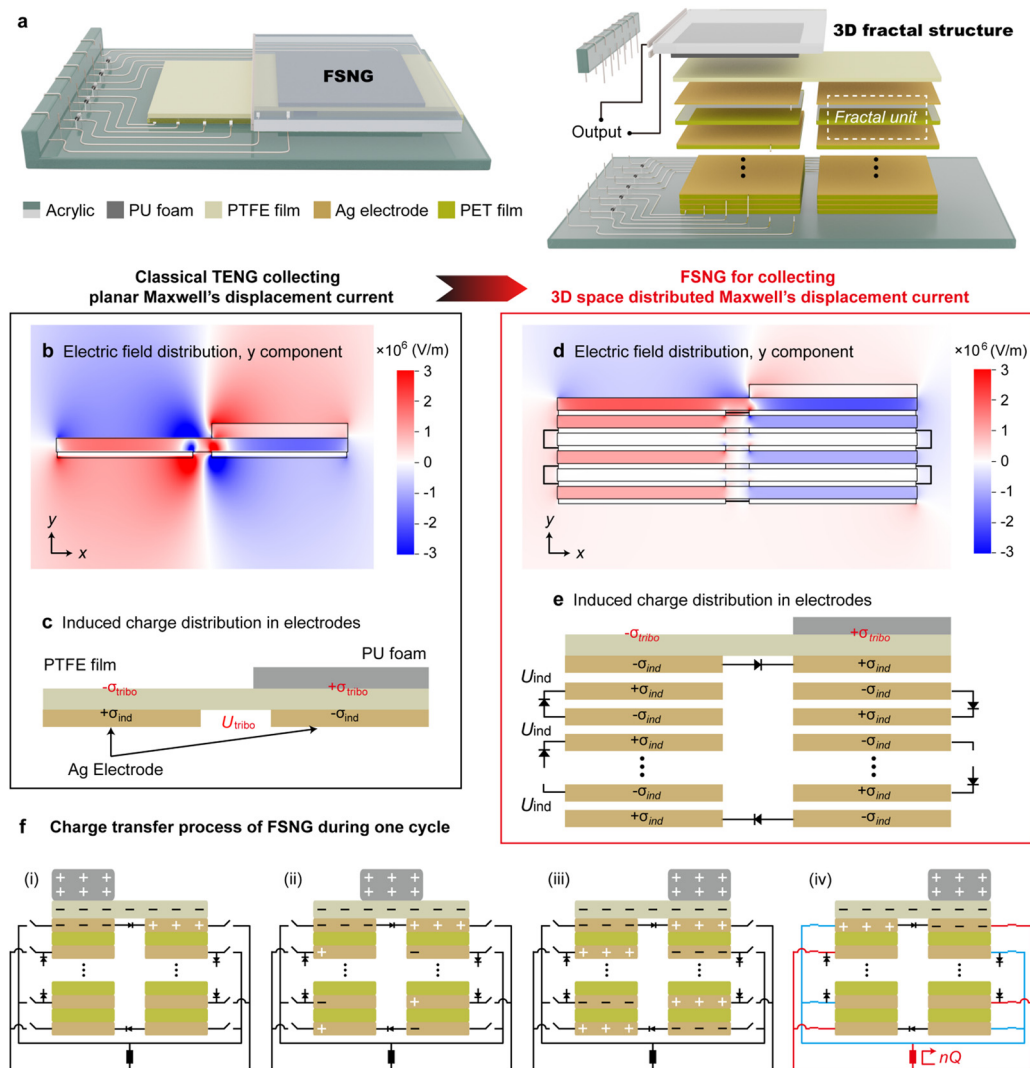 a
FSNG
3D fractal structure
Output
Fractal unit
Acrylic PU foam PTFE film Ag electrode PET film
Classical TENG collecting
planar Maxwell's displacement current
FSNG for collecting
3D space distributed Maxwell's displacement current
b Electric field distribution, y component
×10⁶ (V/m)
3
2
1
0
-1
-2
-3
y
x
c Induced charge distribution in electrodes
PU foam
PTFE film
-σtribo +σtribo
+σind Utribo -σind
Ag Electrode
d Electric field distribution, y component
×10⁶ (V/m)
3
2
1
0
-1
-2
-3
y
x
e Induced charge distribution in electrodes
-σtribo +σtribo
-σind +σind
Uind +σind -σind
-σind +σind
Uind +σind -σind
Uind -σind +σind
+σind -σind
f Charge transfer process of FSNG during one cycle
(i) (ii) (iii) (iv)
nQ